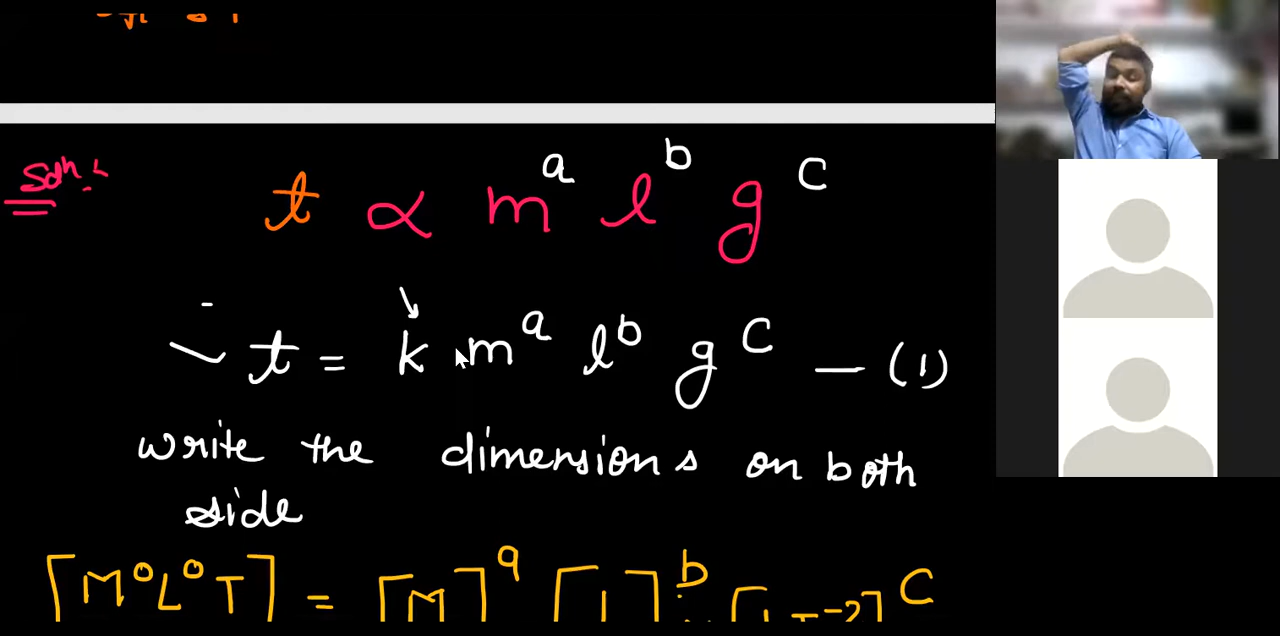 Soln:
t ∝ m^a l^b g^c
t = k m^a l^b g^c — (1)
write the dimensions on both
side
[M⁰L⁰T] = [M]^a [L]^b [LT⁻²]^c